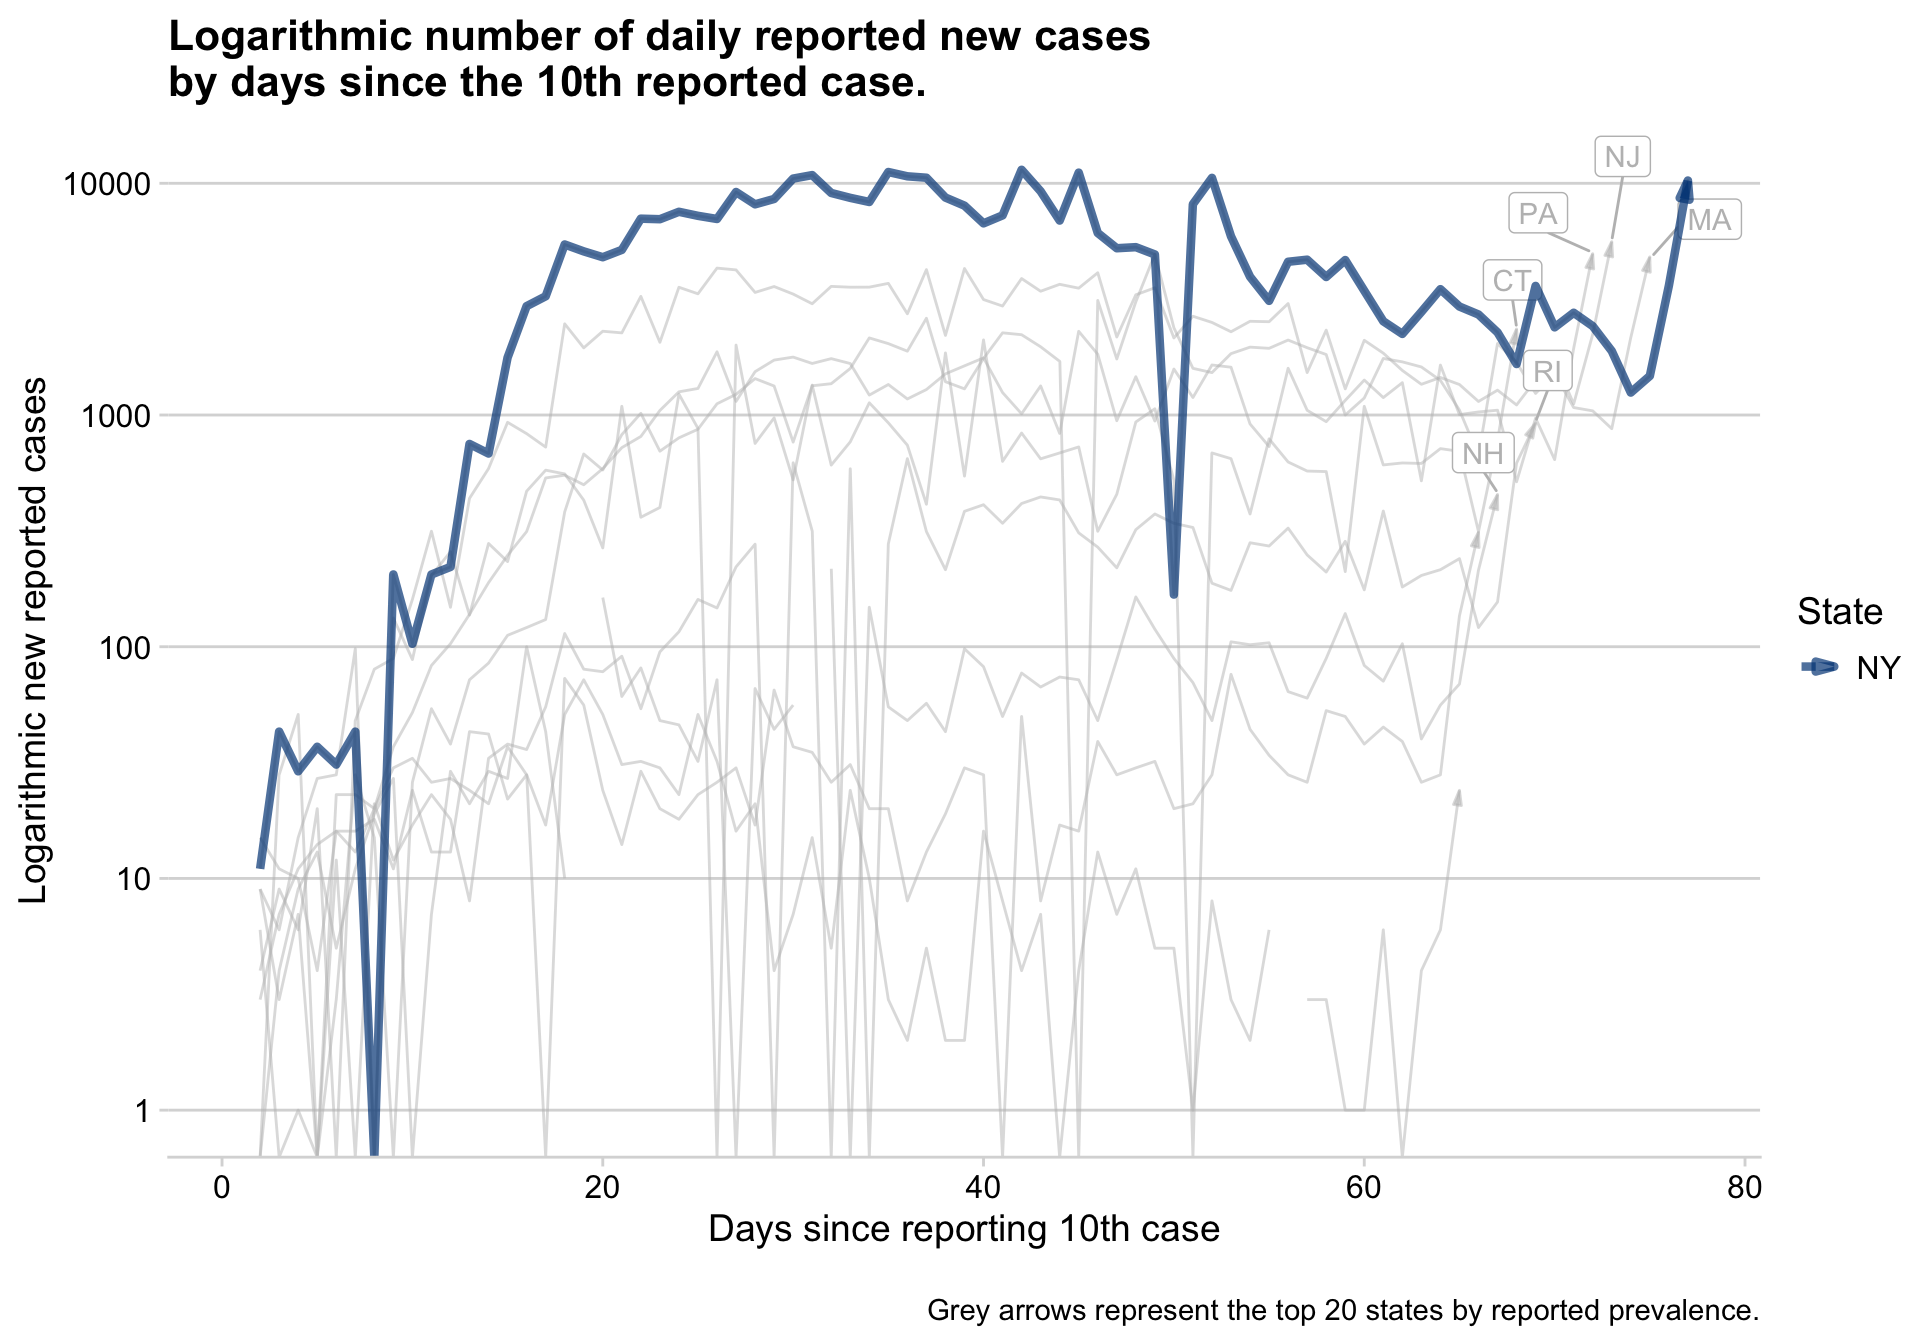 Logarithmic number of daily reported new cases
by days since the 10th reported case.
Logarithmic new reported cases
10000
1000
100
10
1
NJ
PA
MA
CT
RI
NH
State
NY
0 20 40 60 80
Days since reporting 10th case
Grey arrows represent the top 20 states by reported prevalence.